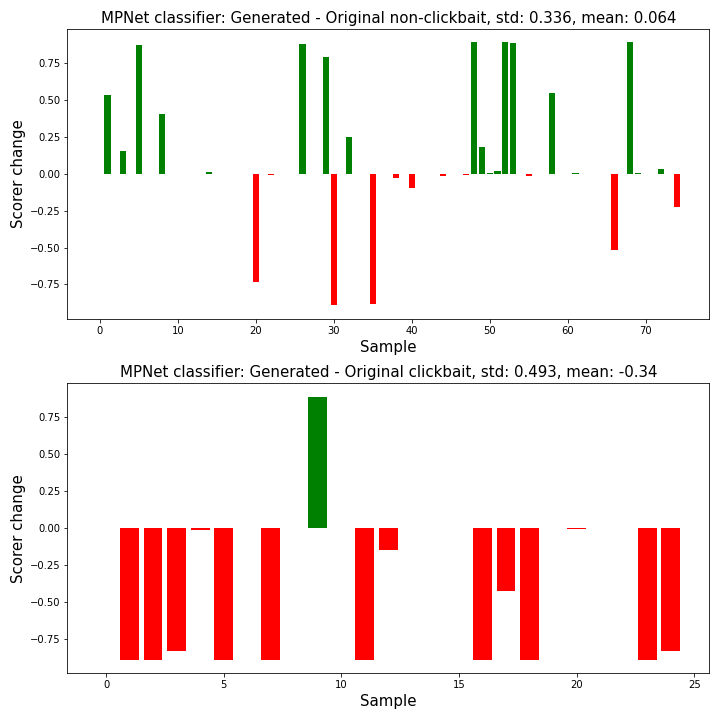 MPNet classifier: Generated - Original non-clickbait, std: 0.336, mean: 0.064
0.75
0.50
0.25
0.00
−0.25
−0.50
−0.75
Scorer change
0 10 20 30 40 50 60 70
Sample
MPNet classifier: Generated - Original clickbait, std: 0.493, mean: -0.34
0.75
0.50
0.25
0.00
−0.25
−0.50
−0.75
Scorer change
0 5 10 15 20 25
Sample